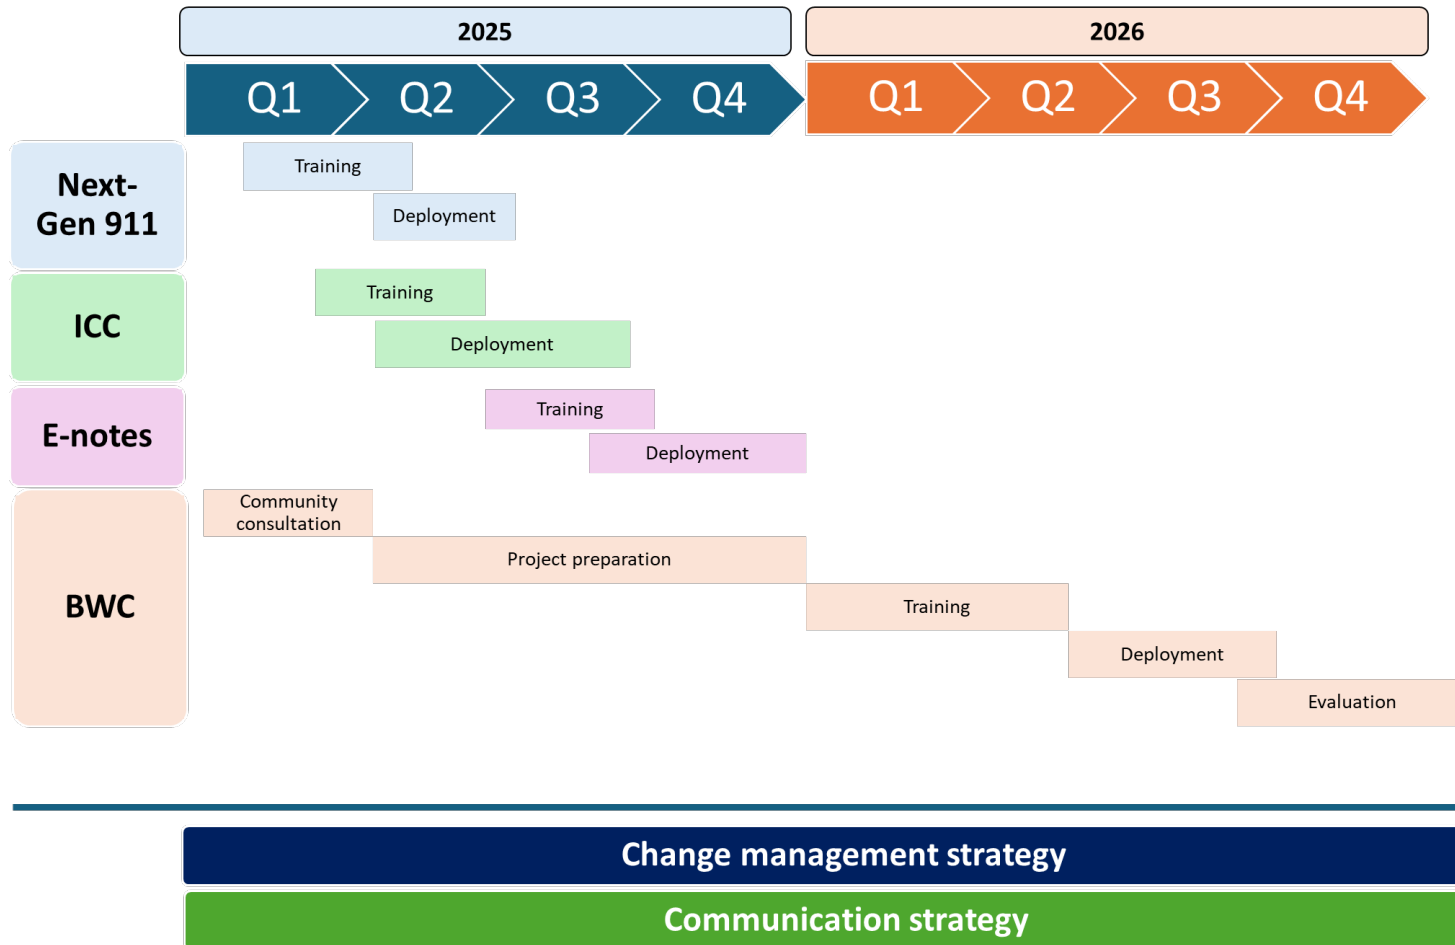 2025
2026
Q1
Q2
Q3
Q4
Q1
Q2
Q3
Q4
Next-
Gen 911
Training
Deployment
ICC
Training
Deployment
E-notes
Training
Deployment
BWC
Community
consultation
Project preparation
Training
Deployment
Evaluation
Change management strategy
Communication strategy